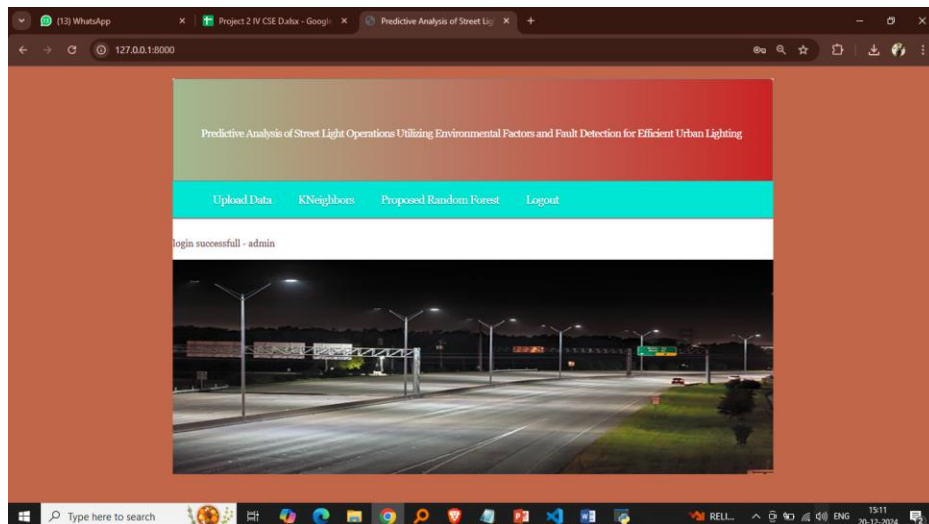 (13) WhatsApp
Project 2 IV CSE D.xlsx - Google
Predictive Analysis of Street Lig
127.0.0.1:8000
Predictive Analysis of Street Light Operations Utilizing Environmental Factors and Fault Detection for Efficient Urban Lighting
Upload Data KNeighbors Proposed Random Forest Logout
login successfull - admin
Type here to search
RELI...
ENG
15:11
20-12-2024